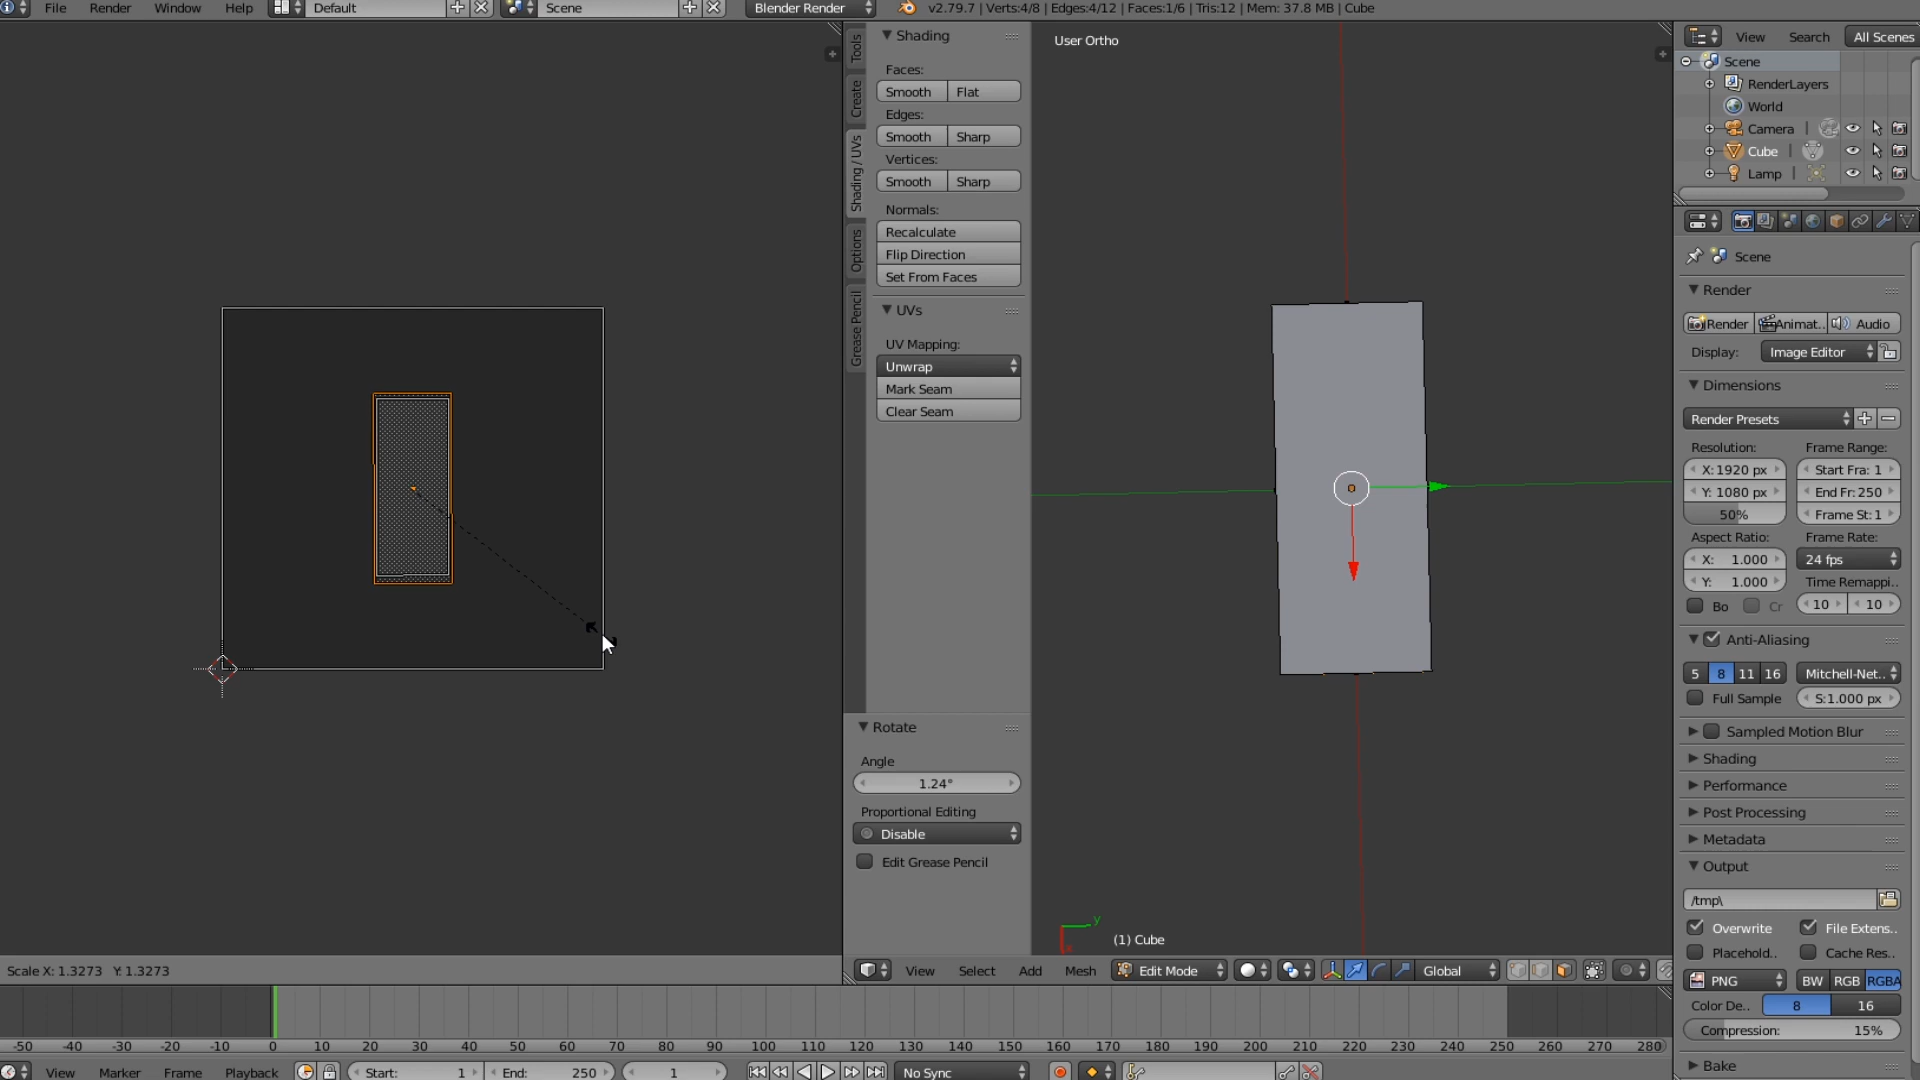 File Render Window Help Default Scene Blender Render v2.79.7 | Verts:4/8 | Edges:4/12 | Faces:1/6 | Tris:12 | Mem: 37.8 MB | Cube
Tools
Create
Shading / UVs
Options
Grease Pencil
Shading
Faces:
Smooth Flat
Edges:
Smooth Sharp
Vertices:
Smooth Sharp
Normals:
Recalculate
Flip Direction
Set From Faces
UVs
UV Mapping:
Unwrap
Mark Seam
Clear Seam
Rotate
Angle
1.24°
Proportional Editing
Disable
Edit Grease Pencil
User Ortho
y
(1) Cube
View Search All Scenes
Scene
RenderLayers
World
Camera
Cube
Lamp
Scene
Render
Render Animat.. Audio
Display: Image Editor
Dimensions
Render Presets
Resolution: Frame Range:
X: 1920 px Start Fra: 1
Y: 1080 px End Fr: 250
50% Frame St: 1
Aspect Ratio: Frame Rate:
X: 1.000 24 fps
Y: 1.000 Time Remappi..
Bo Cr 10 10
Anti-Aliasing
5 8 11 16 Mitchell-Net..
Full Sample S:1.000 px
Sampled Motion Blur
Shading
Performance
Post Processing
Metadata
Output
/tmp\
Overwrite File Extens..
Placehold.. Cache Res..
PNG BW RGB RGBA
Color De.. 8 16
Compression: 15%
Bake
Scale X: 1.3273 Y: 1.3273
View Select Add Mesh Edit Mode Global
-50 -40 -30 -20 -10 0 10 20 30 40 50 60 70 80 90 100 110 120 130 140 150 160 170 180 190 200 210 220 230 240 250 260 270 280
View Marker Frame Playback Start: 1 End: 250 1 No Sync